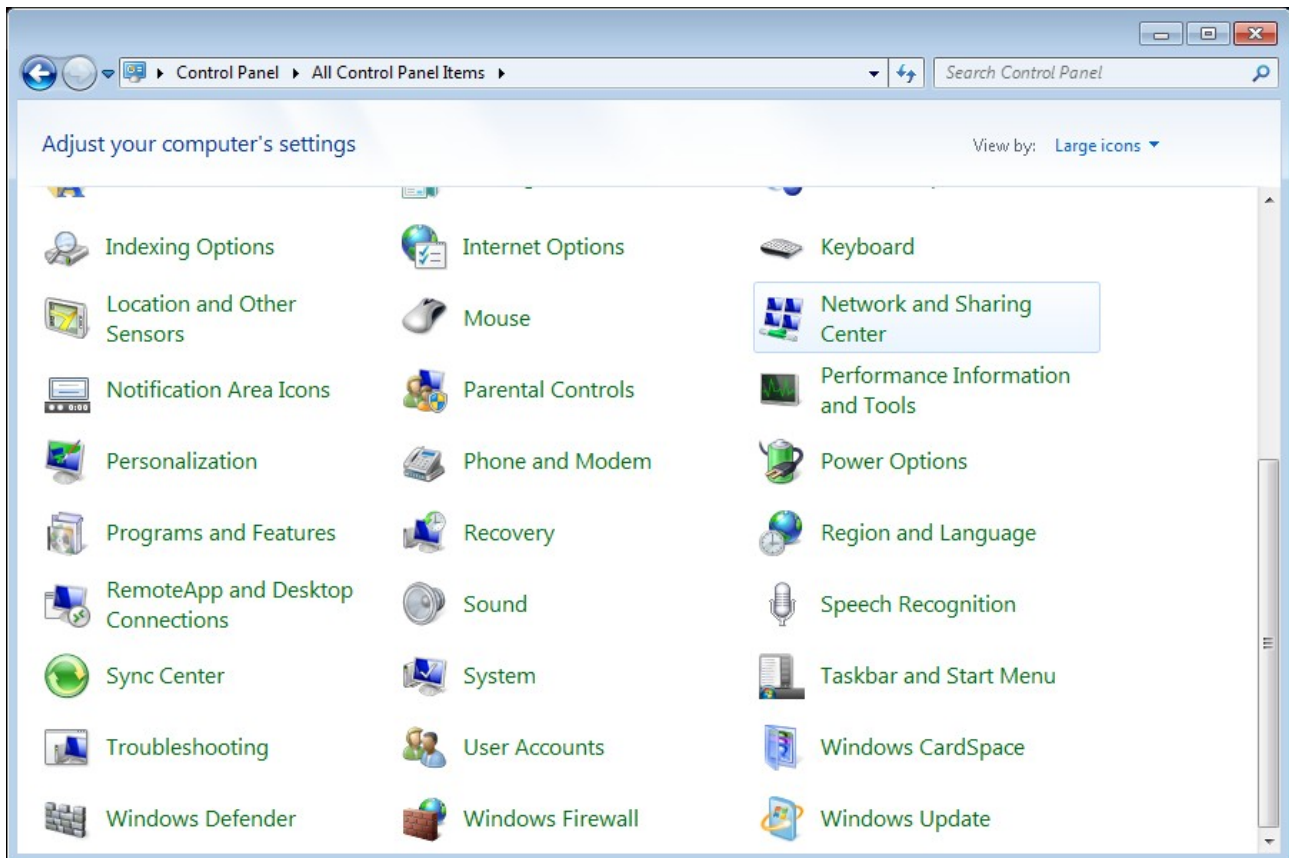 Control Panel
All Control Panel Items
Search Control Panel
Adjust your computer's settings
View by: Large icons
Indexing Options
Internet Options
Keyboard
Location and Other
Sensors
Mouse
Network and Sharing
Center
Notification Area Icons
Parental Controls
Performance Information
and Tools
Personalization
Phone and Modem
Power Options
Programs and Features
Recovery
Region and Language
RemoteApp and Desktop
Connections
Sound
Speech Recognition
Sync Center
System
Taskbar and Start Menu
Troubleshooting
User Accounts
Windows CardSpace
Windows Defender
Windows Firewall
Windows Update